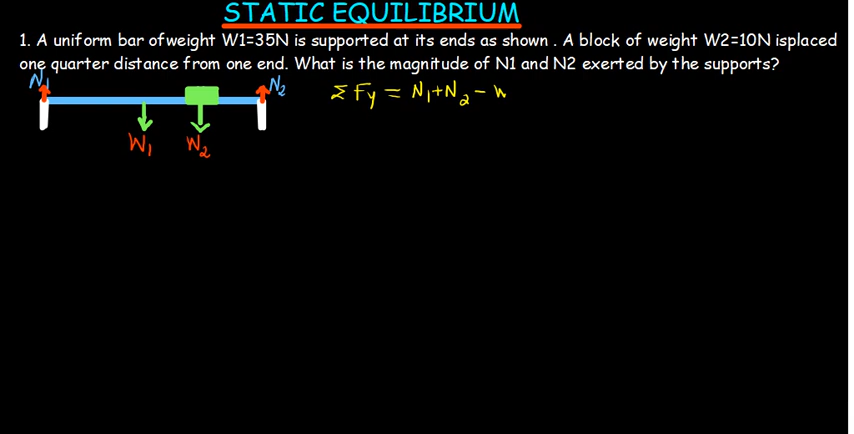 STATIC EQUILIBRIUM
1. A uniform bar ofweight W1=35N is supported at its ends as shown . A block of weight W2=10N isplaced
one quarter distance from one end. What is the magnitude of N1 and N2 exerted by the supports?
N1 N2 Σ Fy = N1+N2 -
W1 W2